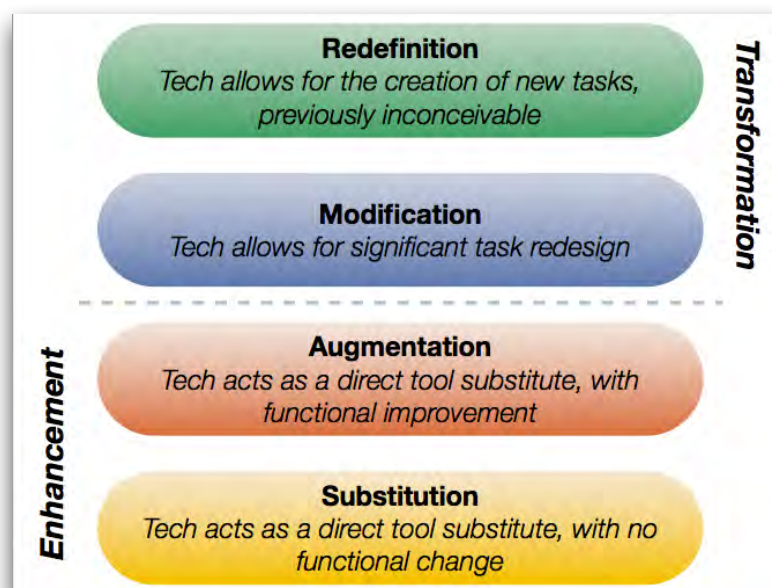 Redefinition
Tech allows for the creation of new tasks,
previously inconceivable
Modification
Tech allows for significant task redesign
Transformation
Augmentation
Tech acts as a direct tool substitute, with
functional improvement
Substitution
Tech acts as a direct tool substitute, with no
functional change
Enhancement